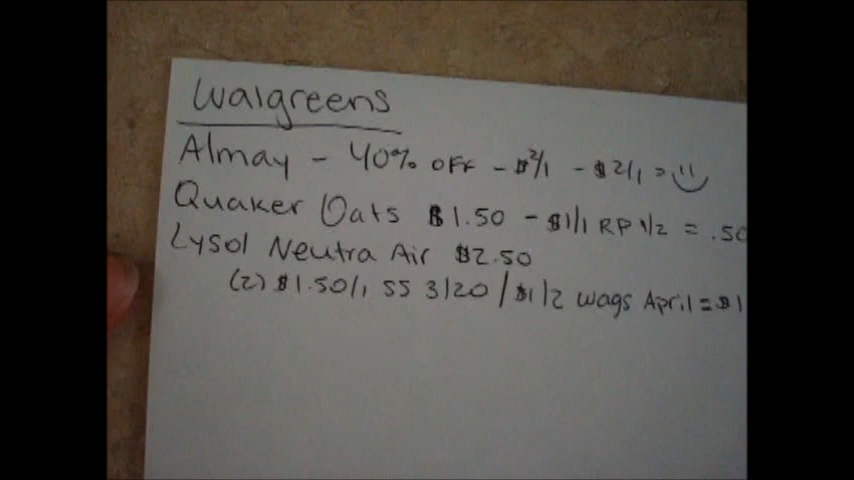 Walgreens
Almay - 40% OFF - $2/1 - $2/1 =
Quaker Oats $1.50 - $1/1 RP 1/2 = .50
Lysol Neutra Air $2.50
(2) $1.50/1 SS 3/20 / $1/2 wags April = $1